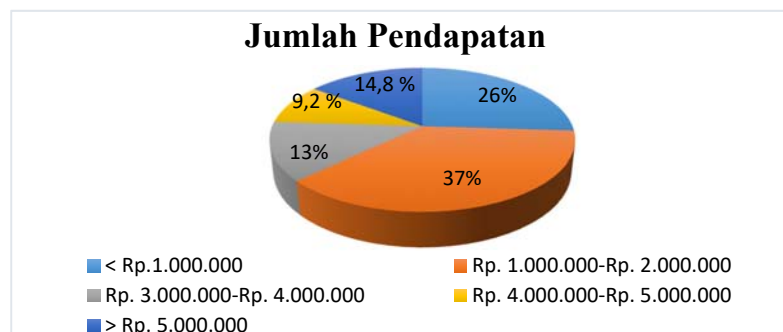 Jumlah Pendapatan
14,8 %
26%
9,2 %
13%
37%
< Rp.1.000.000
Rp. 1.000.000-Rp. 2.000.000
Rp. 3.000.000-Rp. 4.000.000
Rp. 4.000.000-Rp. 5.000.000
> Rp. 5.000.000